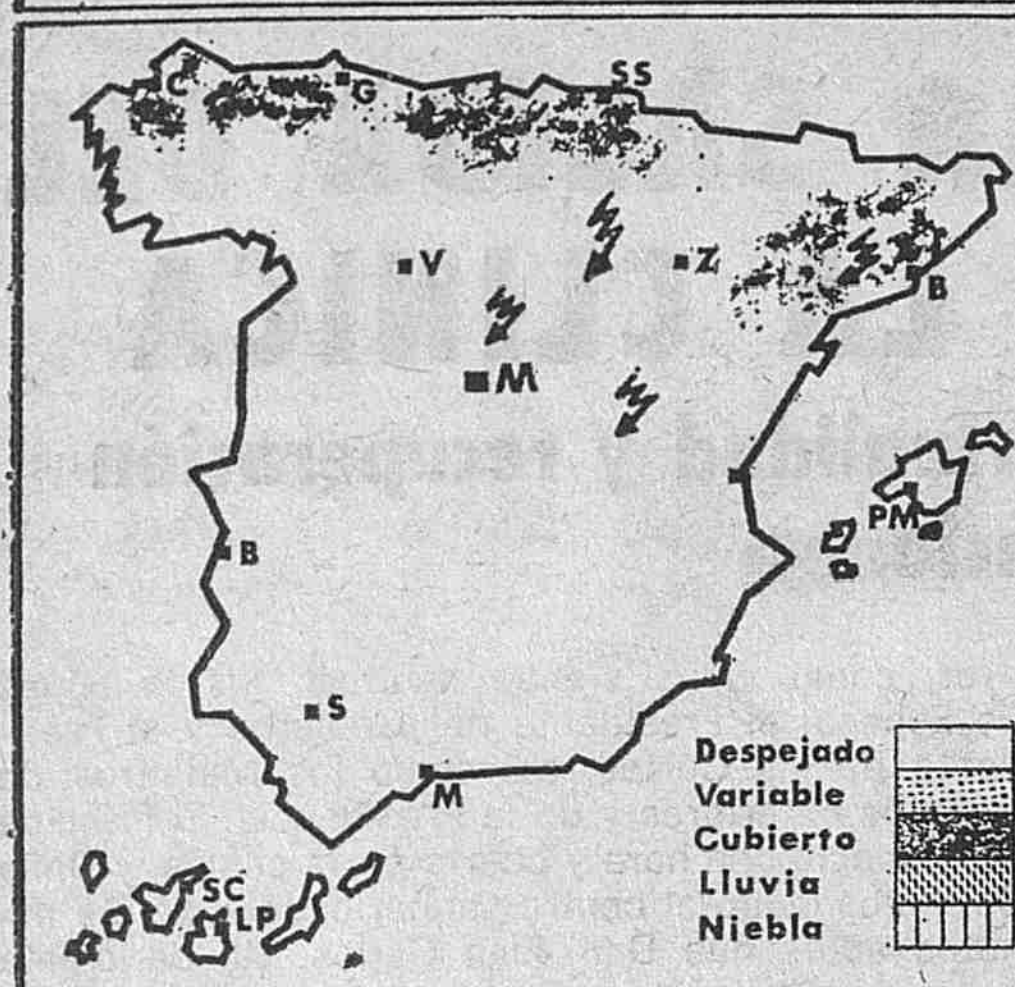 C
G
SS
V
Z
B
M
PM
B
S
M
SC
LP
Despejado
Variable
Cubierto
Lluvia
Niebla